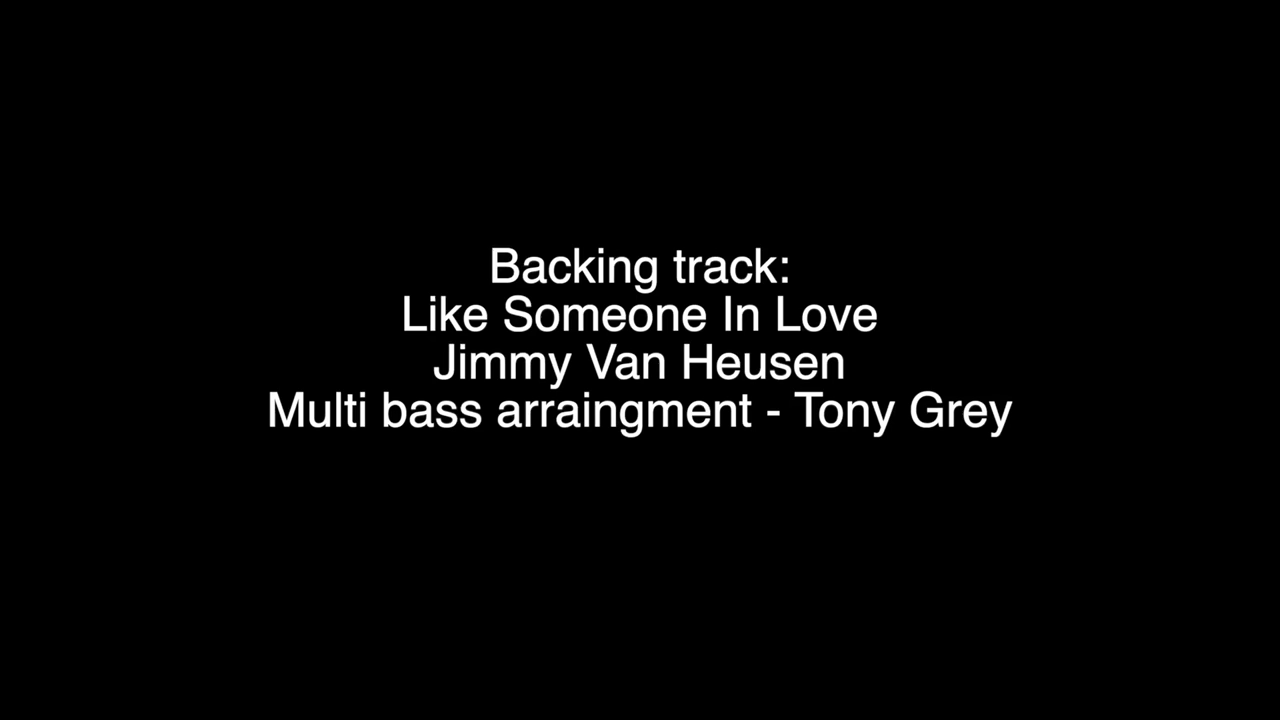 Backing track:
Like Someone In Love
Jimmy Van Heusen
Multi bass arraingment - Tony Grey